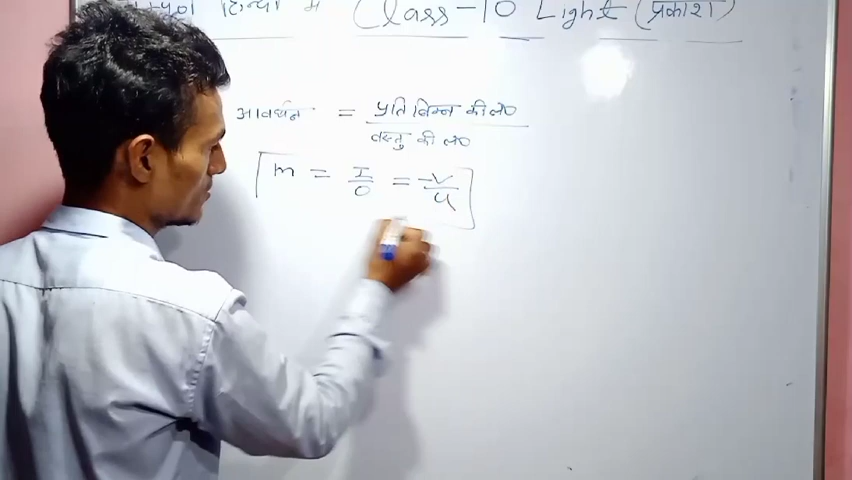 हिन्दी में Class-10 Light (प्रकाश)
आवर्धन = प्रतिबिम्ब की ल०
वस्तु की ल०
m = I/O = -v/u